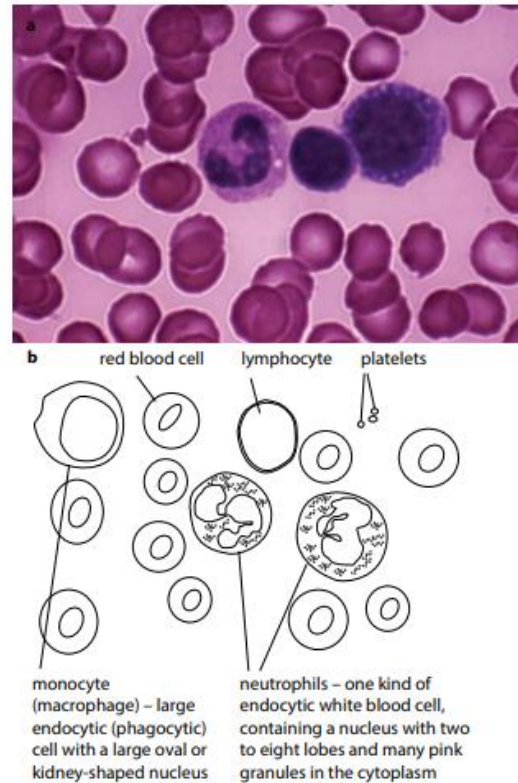 a
b
red blood cell lymphocyte platelets
monocyte
(macrophage) – large
endocytic (phagocytic)
cell with a large oval or
kidney-shaped nucleus
neutrophils – one kind of
endocytic white blood cell,
containing a nucleus with two
to eight lobes and many pink
granules in the cytoplasm